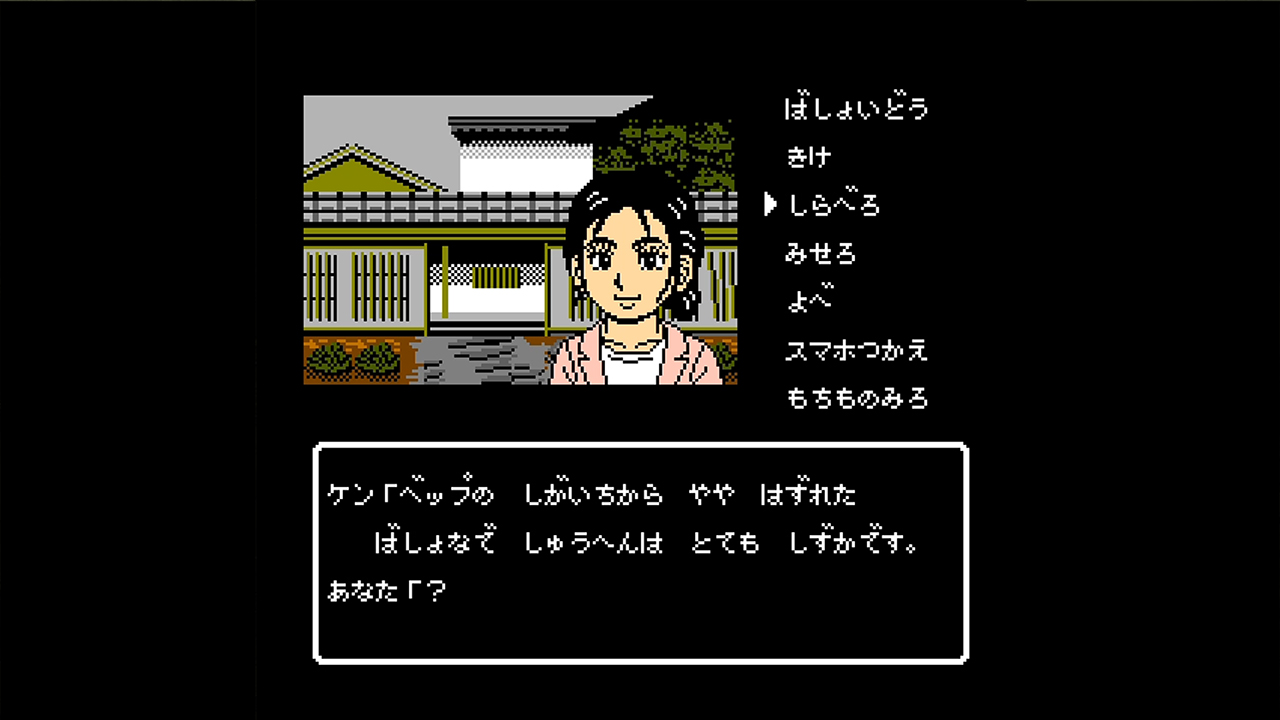 ばしょいどう
きけ
しらべろ
みせろ
よべ
スマホつかえ
もちものみろ
ケン「ベップの しがいちから やや はずれた
ばしょなで しゅうへんは とても しずかです。
あなた「?